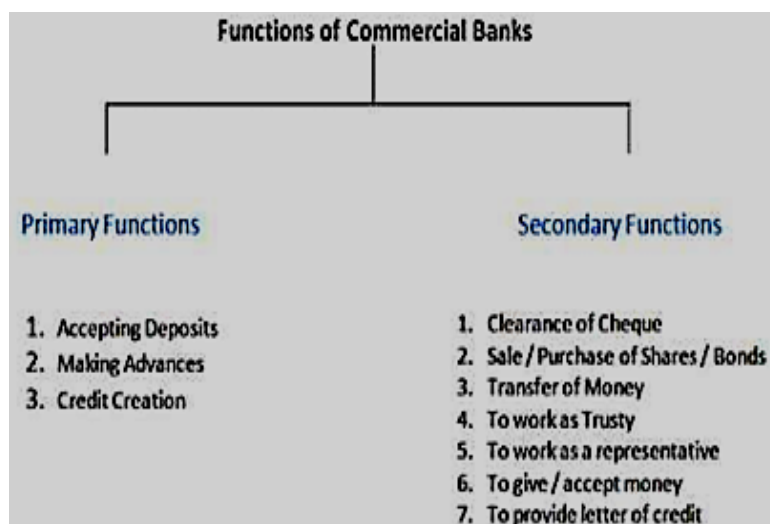 Functions of Commercial Banks
Primary Functions
1. Accepting Deposits
2. Making Advances
3. Credit Creation
Secondary Functions
1. Clearance of Cheque
2. Sale / Purchase of Shares / Bonds
3. Transfer of Money
4. To work as Trusty
5. To work as a representative
6. To give / accept money
7. To provide letter of credit